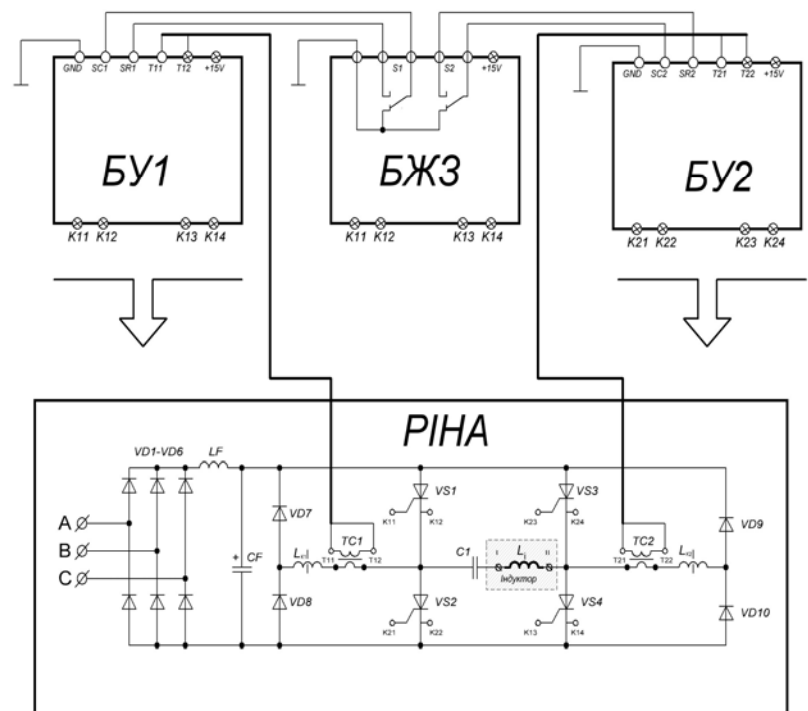 GND SC1 SR1 T11 T12 +15V
S1 S2 +15V
GND SC2 SR2 T21 T22 +15V
БУ1
БЖЗ
БУ2
K11 K12 K13 K14
K11 K12 K13 K14
K21 K22 K23 K24
РІНА
VD1-VD6 LF
VS1 VS3
K11 K12
K23 K24
VD7
VD9
A
B
C
+ CF
TC1
TC2
T11 T12
T21 T22
C1
I Li II
Індуктор
VD8
VS2 VS4
VD10
K21 K22
K13 K14